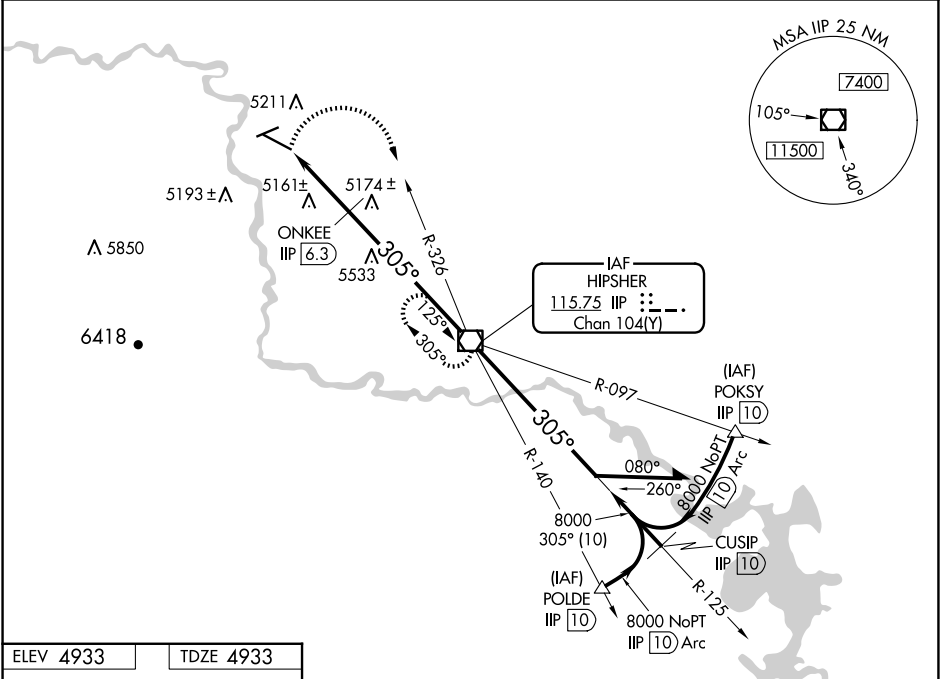 MSA IIP 25 NM
7400
105°
11500
340°
5211
5193 ±
5161±
5174 ±
ONKEE
IIP 6.3
5850
5533
305°
R-326
6418
125°
305°
IAF
HIPSHER
115.75 IIP
Chan 104(Y)
R-097
(IAF)
POKSY
IIP 10
305°
R-140
080°
260°
8000 NoPT
IIP 10 Arc
8000
305° (10)
CUSIP
IIP 10
(IAF)
POLDE
IIP 10
R-125
8000 NoPT
IIP 10 Arc
ELEV 4933
TDZE 4933